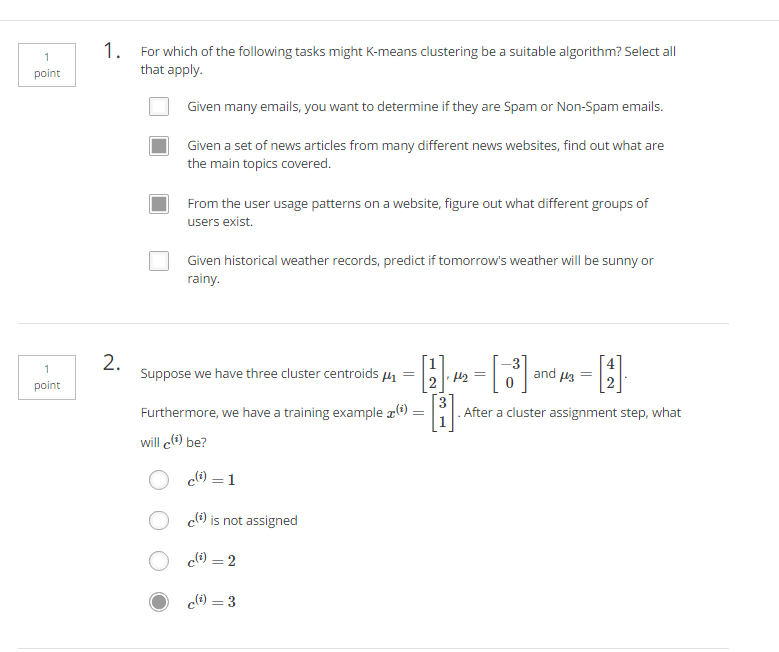 1
point
1. For which of the following tasks might K-means clustering be a suitable algorithm? Select all
that apply.
Given many emails, you want to determine if they are Spam or Non-Spam emails.
Given a set of news articles from many different news websites, find out what are
the main topics covered.
From the user usage patterns on a website, figure out what different groups of
users exist.
Given historical weather records, predict if tomorrow's weather will be sunny or
rainy.
1
point
2. Suppose we have three cluster centroids μ₁ = [1 2], μ₂ = [−3 0] and μ₃ = [4 2].
Furthermore, we have a training example x⁽ⁱ⁾ = [3 1]. After a cluster assignment step, what
will c⁽ⁱ⁾ be?
c⁽ⁱ⁾ = 1
c⁽ⁱ⁾ is not assigned
c⁽ⁱ⁾ = 2
c⁽ⁱ⁾ = 3